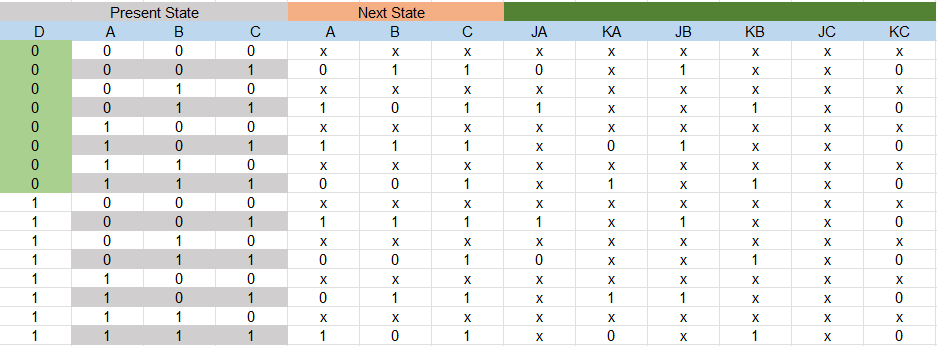 Present State Next State
D A B C A B C JA KA JB KB JC KC
0 0 0 0 x x x x x x x x x
0 0 0 1 0 1 1 0 x 1 x x 0
0 0 1 0 x x x x x x x x x
0 0 1 1 1 0 1 1 x x 1 x 0
0 1 0 0 x x x x x x x x x
0 1 0 1 1 1 1 x 0 1 x x 0
0 1 1 0 x x x x x x x x x
0 1 1 1 0 0 1 x 1 x 1 x 0
1 0 0 0 x x x x x x x x x
1 0 0 1 1 1 1 1 x 1 x x 0
1 0 1 0 x x x x x x x x x
1 0 1 1 0 0 1 0 x x 1 x 0
1 1 0 0 x x x x x x x x x
1 1 0 1 0 1 1 x 1 1 x x 0
1 1 1 0 x x x x x x x x x
1 1 1 1 1 0 1 x 0 x 1 x 0